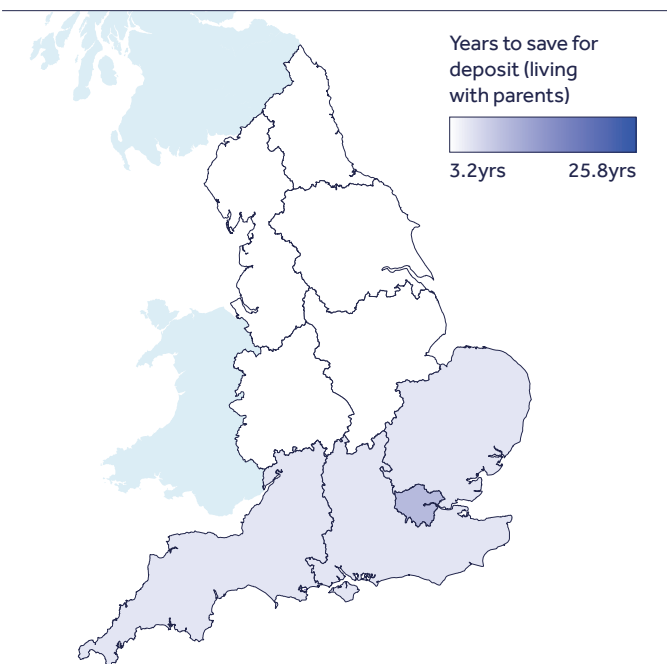 Years to save for
deposit (living
with parents)
3.2yrs 25.8yrs